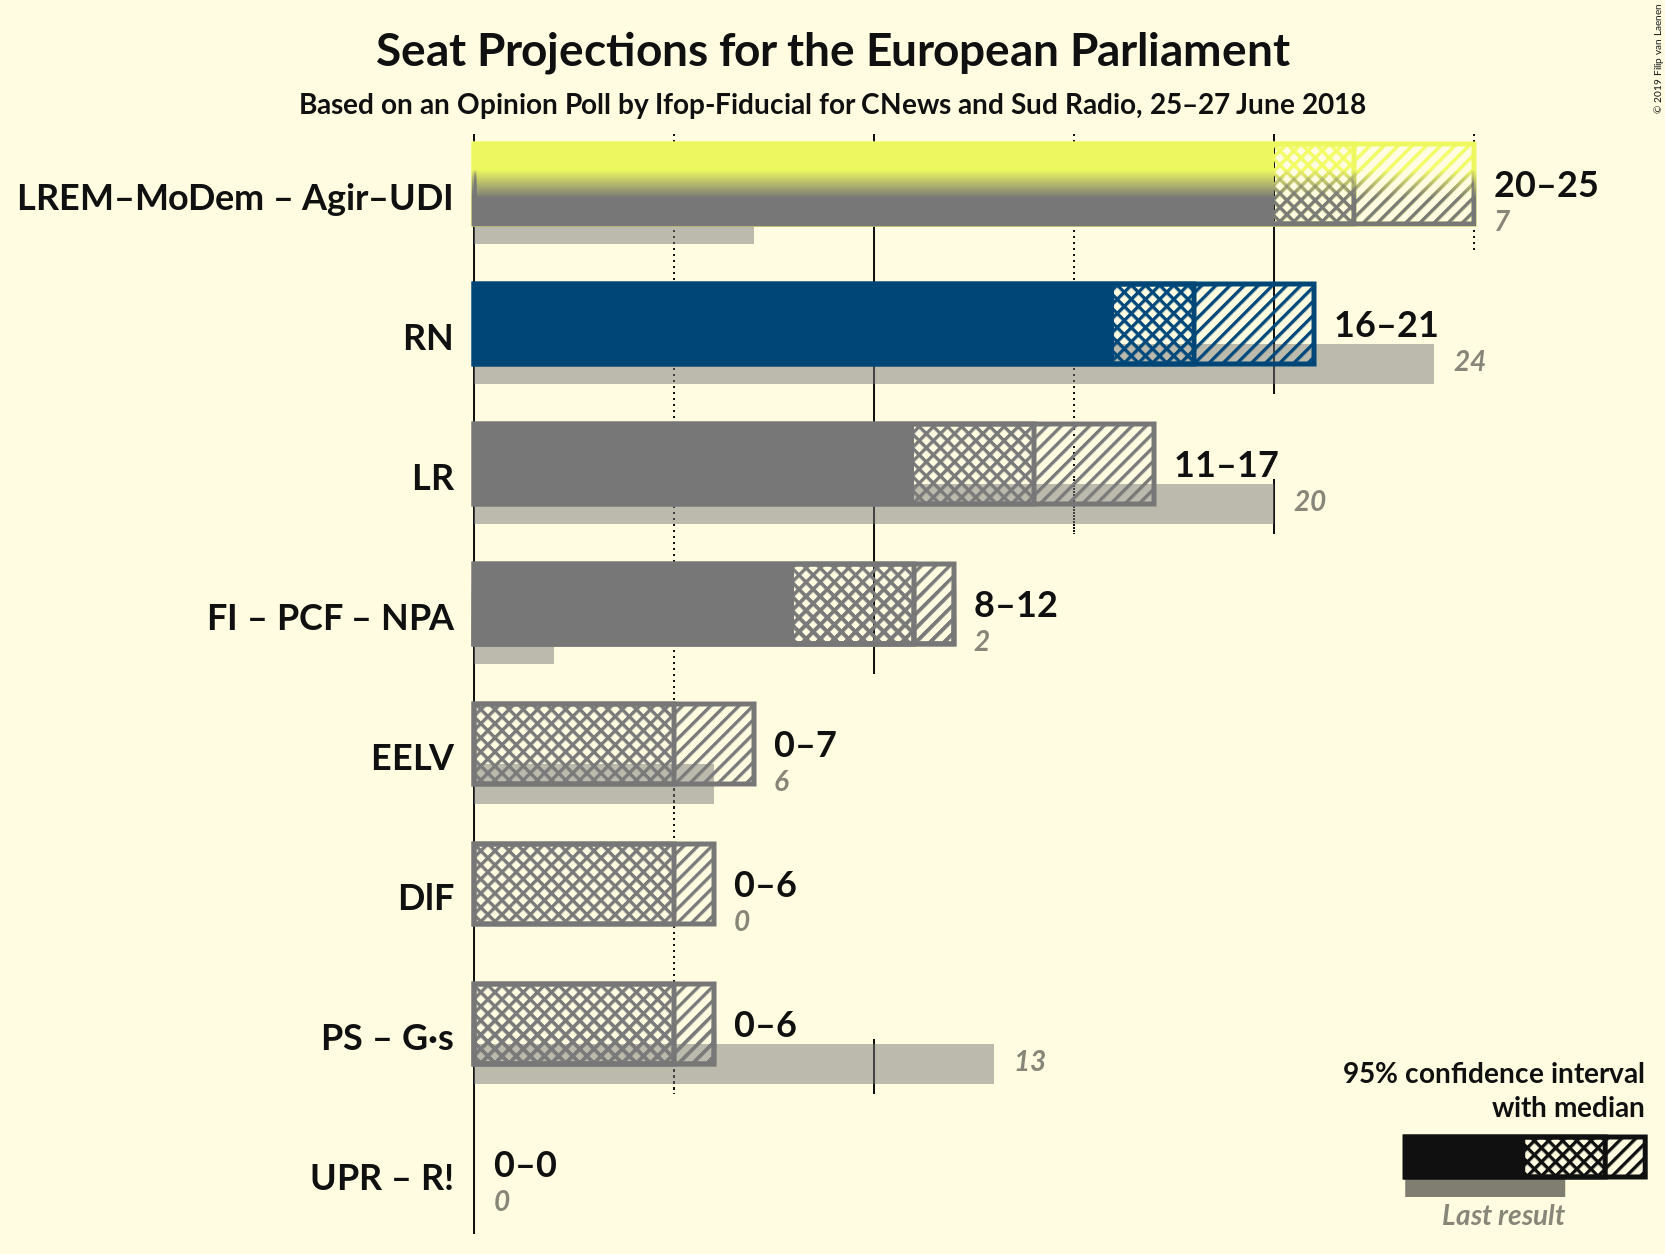 Seat Projections for the European Parliament
Based on an Opinion Poll by Ifop-Fiducial for CNews and Sud Radio, 25–27 June 2018
© 2019 Filip van Laenen
LREM–MoDem – Agir–UDI
20–25
7
RN
16–21
24
LR
11–17
20
FI – PCF – NPA
8–12
2
EELV
0–7
6
DlF
0–6
0
PS – G·s
0–6
13
UPR – R!
0–0
0
95% confidence interval
with median
Last result